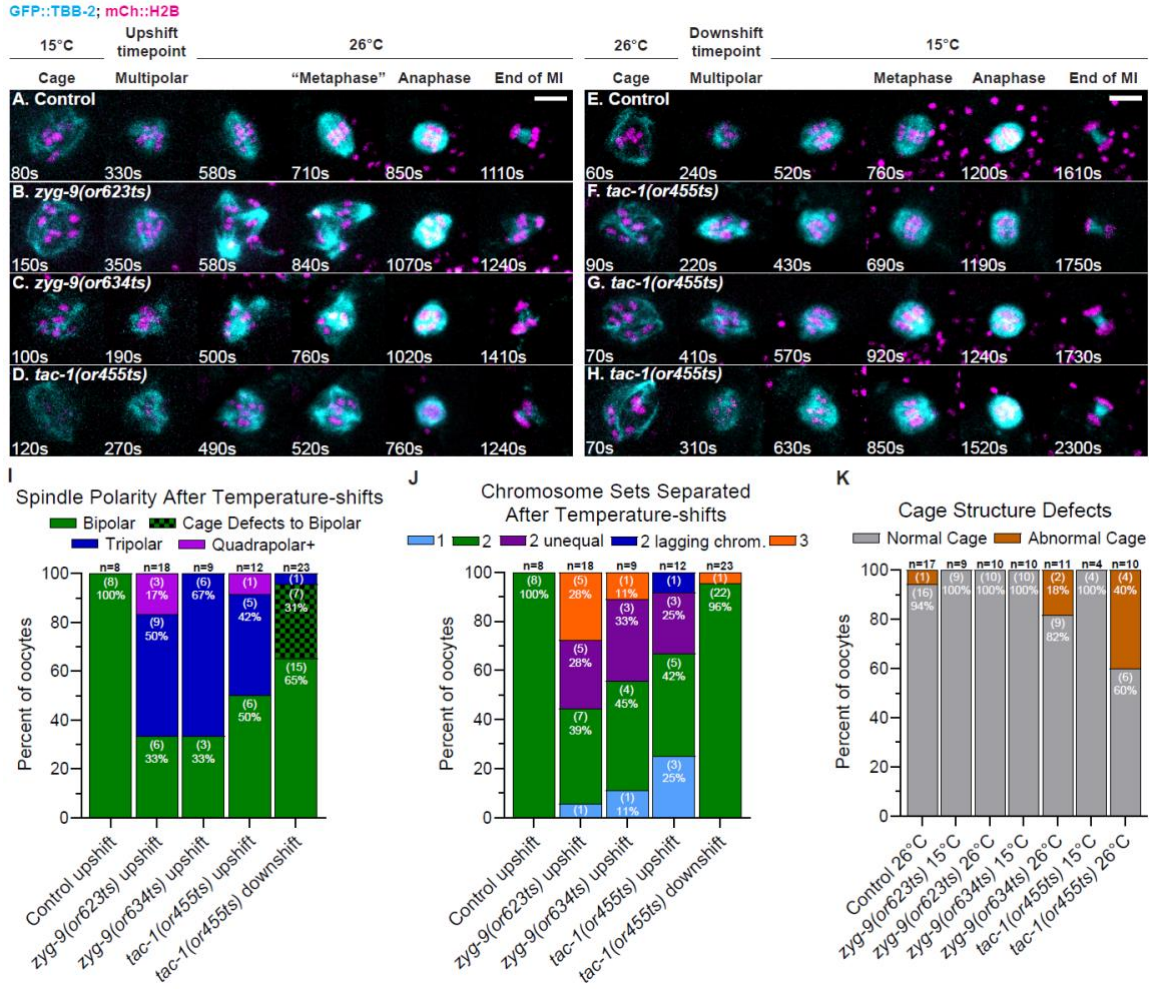 GFP::TBB-2; mCh::H2B
15°C Upshift timepoint 26°C
Cage Multipolar “Metaphase” Anaphase End of MI
A. Control
80s 330s 580s 710s 850s 1110s
B. zyg-9(or623ts)
150s 350s 580s 840s 1070s 1240s
C. zyg-9(or634ts)
100s 190s 500s 760s 1020s 1410s
D. tac-1(or455ts)
120s 270s 490s 520s 760s 1240s
26°C Downshift timepoint 15°C
Cage Multipolar Metaphase Anaphase End of MI
E. Control
60s 240s 520s 760s 1200s 1610s
F. tac-1(or455ts)
90s 220s 430s 690s 1190s 1750s
G. tac-1(or455ts)
70s 410s 570s 920s 1240s 1730s
H. tac-1(or455ts)
70s 310s 630s 850s 1520s 2300s
I
Spindle Polarity After Temperature-shifts
Bipolar Cage Defects to Bipolar
Tripolar Quadrapolar+
n=8 n=18 n=9 n=12 n=23
Percent of oocytes
100
80
60
40
20
0
(8) 100%
(3) 17%
(9) 50%
(6) 33%
(6) 67%
(3) 33%
(1)
(5) 42%
(6) 50%
(1)
(7) 31%
(15) 65%
Control upshift
zyg-9(or623ts) upshift
zyg-9(or634ts) upshift
tac-1(or455ts) upshift
tac-1(or455ts) downshift
J
Chromosome Sets Separated
After Temperature-shifts
1 2 2 unequal 2 lagging chrom. 3
n=8 n=18 n=9 n=12 n=23
Percent of oocytes
100
80
60
40
20
0
(8) 100%
(5) 28%
(5) 28%
(7) 39%
(1)
(1) 11%
(3) 33%
(4) 45%
(1) 11%
(1)
(3) 25%
(5) 42%
(3) 25%
(1)
(22) 96%
Control upshift
zyg-9(or623ts) upshift
zyg-9(or634ts) upshift
tac-1(or455ts) upshift
tac-1(or455ts) downshift
K
Cage Structure Defects
Normal Cage Abnormal Cage
n=17 n=9 n=10 n=10 n=11 n=4 n=10
Percent of oocytes
100
80
60
40
20
0
(1)
(16) 94%
(9) 100%
(10) 100%
(10) 100%
(2) 18%
(9) 82%
(4) 100%
(4) 40%
(6) 60%
Control 26°C
zyg-9(or623ts) 15°C
zyg-9(or623ts) 26°C
zyg-9(or634ts) 15°C
zyg-9(or634ts) 26°C
tac-1(or455ts) 15°C
tac-1(or455ts) 26°C